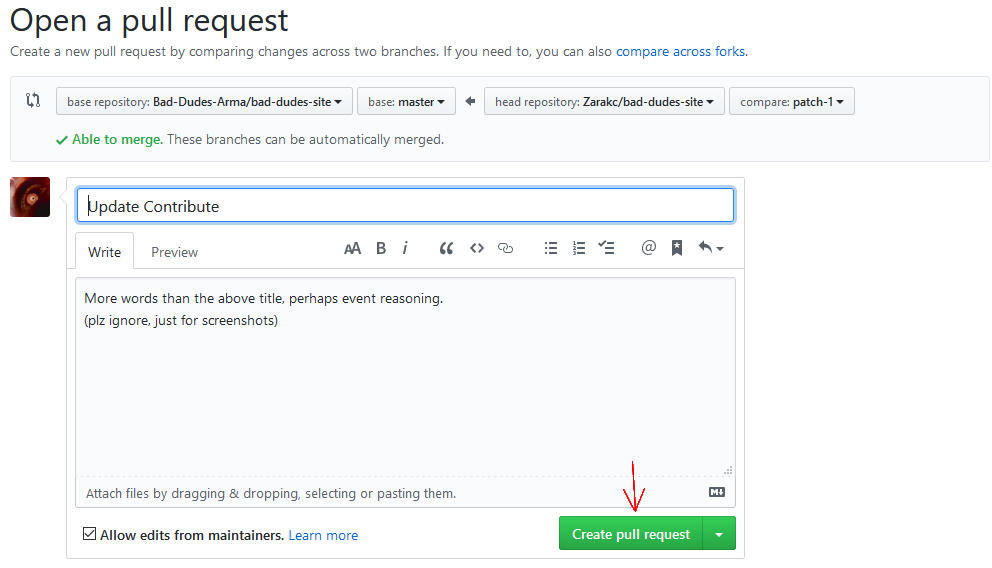 Open a pull request
Create a new pull request by comparing changes across two branches. If you need to, you can also compare across forks.
base repository: Bad-Dudes-Arma/bad-dudes-site base: master head repository: Zarakc/bad-dudes-site compare: patch-1
Able to merge. These branches can be automatically merged.
Update Contribute
Write Preview AA B i @
More words than the above title, perhaps event reasoning.
(plz ignore, just for screenshots)
Attach files by dragging & dropping, selecting or pasting them.
Allow edits from maintainers. Learn more
Create pull request